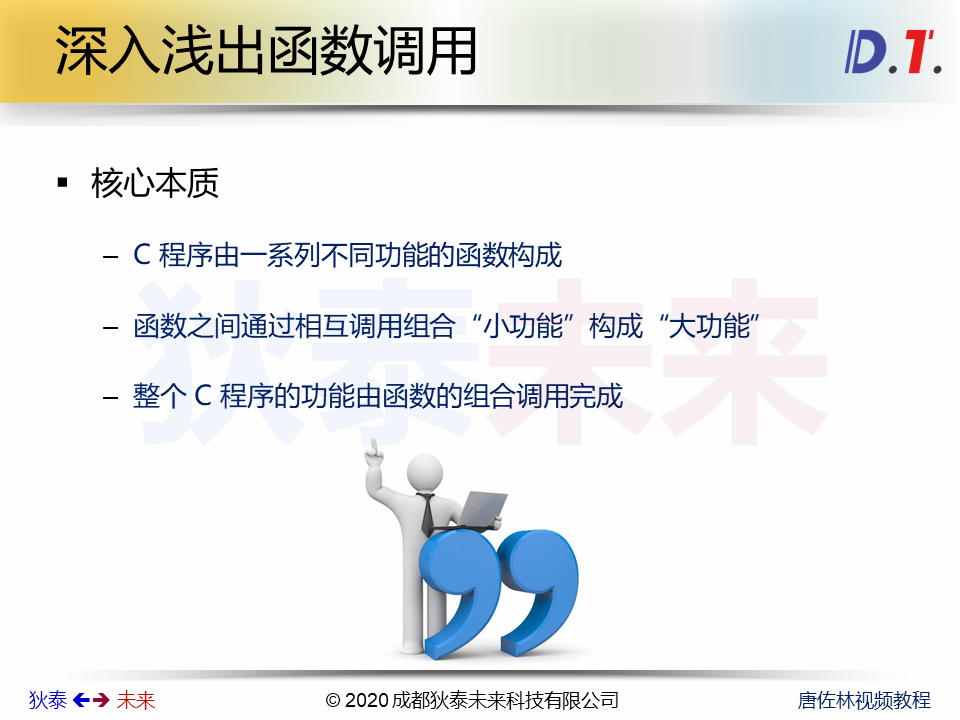 深入浅出函数调用
D.T.
▪ 核心本质
– C 程序由一系列不同功能的函数构成
– 函数之间通过相互调用组合“小功能”构成“大功能”
– 整个 C 程序的功能由函数的组合调用完成
狄泰未来
狄泰 未来
© 2020 成都狄泰未来科技有限公司
唐佐林视频教程